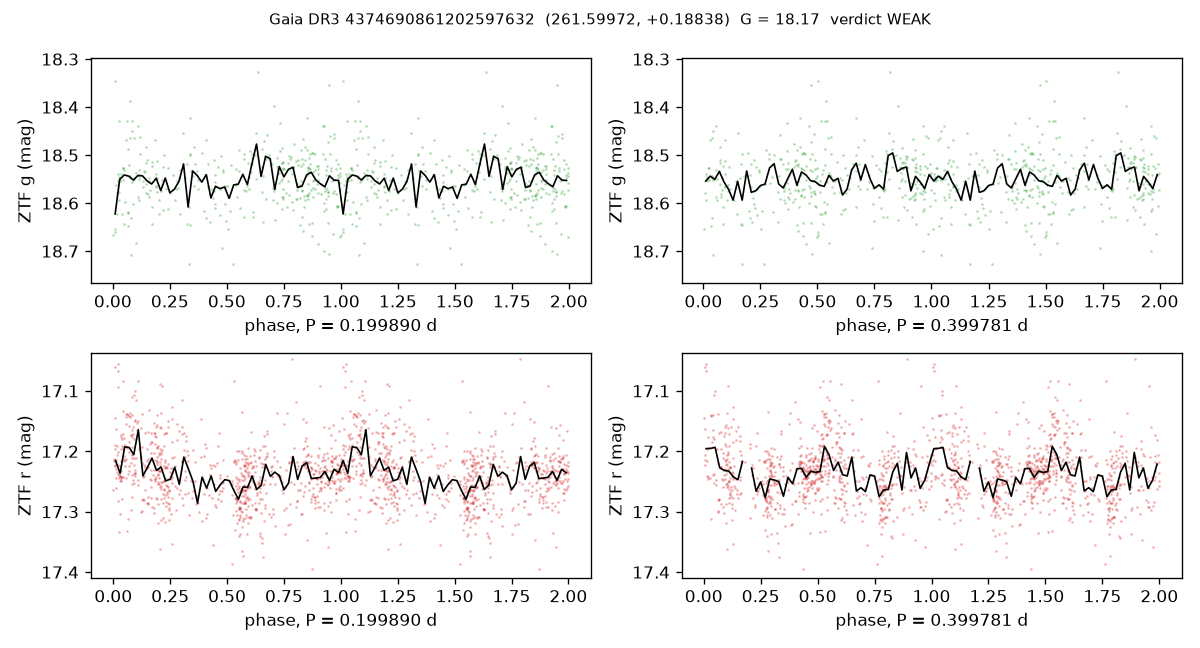 Gaia DR3 4374690861202597632 (261.59972, +0.18838) G = 18.17 verdict WEAK
ZTF g (mag)
18.3
18.4
18.5
18.6
18.7
0.00 0.25 0.50 0.75 1.00 1.25 1.50 1.75 2.00
phase, P = 0.199890 d
ZTF g (mag)
18.3
18.4
18.5
18.6
18.7
0.00 0.25 0.50 0.75 1.00 1.25 1.50 1.75 2.00
phase, P = 0.399781 d
ZTF r (mag)
17.1
17.2
17.3
17.4
0.00 0.25 0.50 0.75 1.00 1.25 1.50 1.75 2.00
phase, P = 0.199890 d
ZTF r (mag)
17.1
17.2
17.3
17.4
0.00 0.25 0.50 0.75 1.00 1.25 1.50 1.75 2.00
phase, P = 0.399781 d